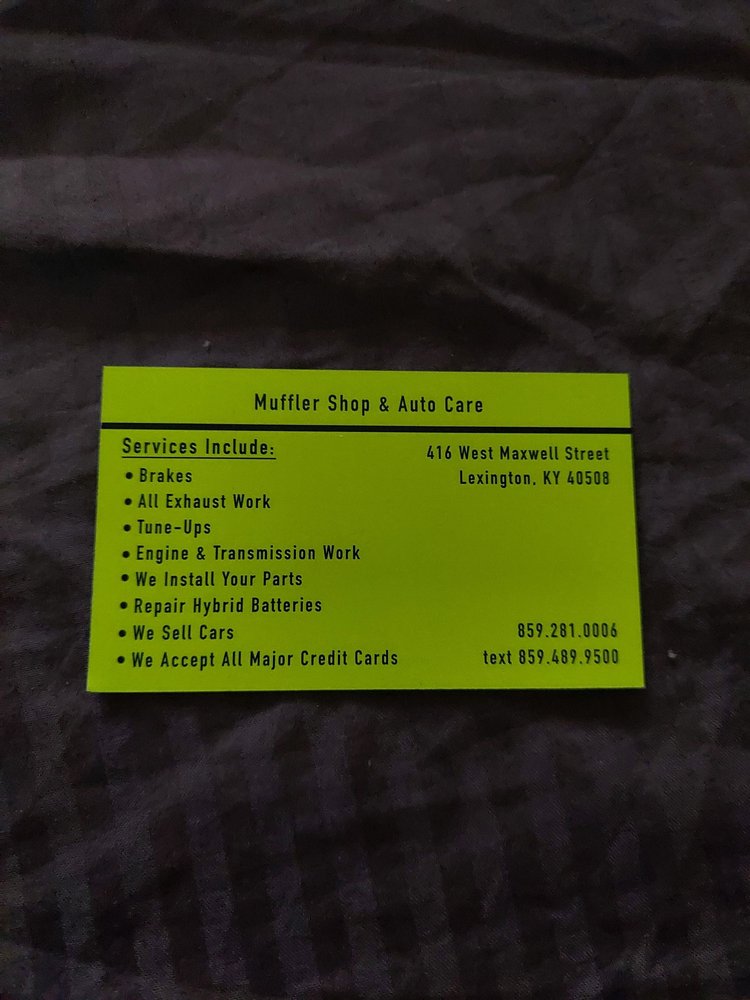 Muffler Shop & Auto Care
Services Include:
• Brakes
• All Exhaust Work
• Tune-Ups
• Engine & Transmission Work
• We Install Your Parts
• Repair Hybrid Batteries
• We Sell Cars
• We Accept All Major Credit Cards
416 West Maxwell Street
Lexington, KY 40508
859.281.0006
text 859.489.9500